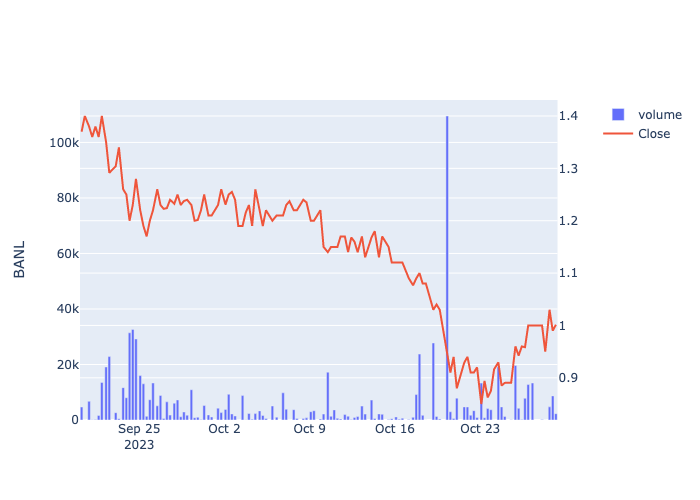 volume
Close
BANL
100k
80k
60k
40k
20k
0
1.4
1.3
1.2
1.1
1
0.9
Sep 25
2023
Oct 2
Oct 9
Oct 16
Oct 23